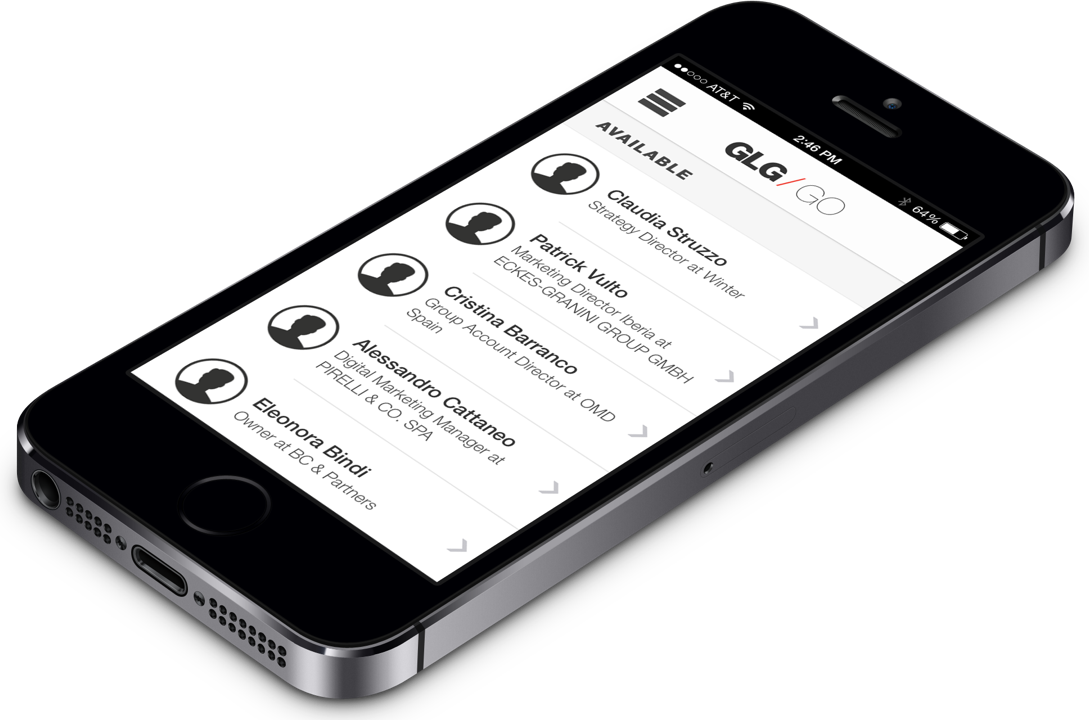 AT&T 2:46 PM 64%
GLG/GO
AVAILABLE
Claudia Struzzo
Strategy Director at Winter
Patrick Vulto
Marketing Director Iberia at
ECKES-GRANINI GROUP GMBH
Cristina Barranco
Group Account Director at OMD
Spain
Alessandro Cattaneo
Digital Marketing Manager at
PIRELLI & CO. SPA
Eleonora Bindi
Owner at BC & Partners